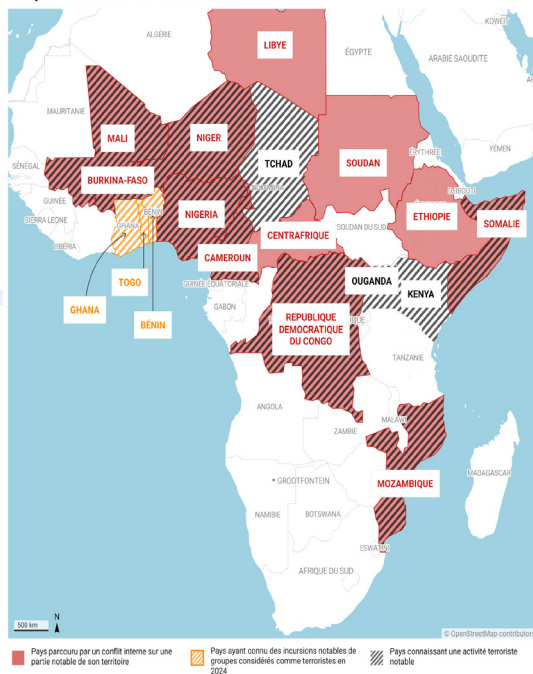 KOWEÏT
ALGÉRIE
LIBYE
ÉGYPTE
ARABIE SAOUDITE
MAURITANIE
MALI
NIGER
TCHAD
SOUDAN
ÉRYTHRÉE
YÉMEN
SÉNÉGAL
BURKINA-FASO
DJIBOUTI
GUINÉE
BÉNIN
NIGERIA
ETHIOPIE
SOMALIE
SIERRA LEONE
GHANA
CENTRAFRIQUE
SOUDAN DU SUD
LIBÉRIA
CAMEROUN
TOGO
GUINÉE ÉQUATORIALE
OUGANDA
KENYA
GHANA
GABON
BÉNIN
REPUBLIQUE
DEMOCRATIQUE
DU CONGO
TANZANIE
ANGOLA
MALAWI
ZAMBIE
MOZAMBIQUE
MADAGASCAR
GROOTFONTEIN
NAMIBIE
BOTSWANA
ESWATINI
AFRIQUE DU SUD
500 km
N
© OpenStreetMap contributors
Pays parcouru par un conflit interne sur une
partie notable de son territoire
Pays ayant connu des incursions notables de
groupes considérés comme terroristes en
2024
Pays connaissant une activité terroriste
notable